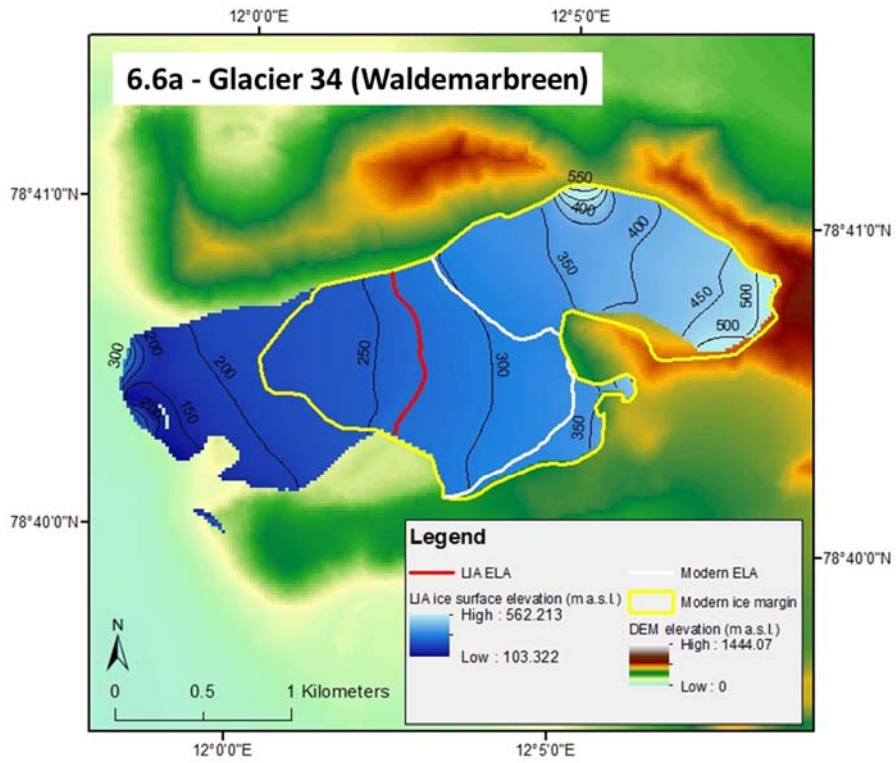 12°0'0"E
12°5'0"E
6.6a - Glacier 34 (Waldemarbreen)
78°41'0"N
78°41'0"N
550
400
400
350
450
500
500
300
200
200
250
300
150
200
350
78°40'0"N
78°40'0"N
Legend
LIA ELA
Modern ELA
LIA ice surface elevation (m a.s.l.)
Modern ice margin
High : 562.213
Low : 103.322
DEM elevation (m a.s.l.)
High : 1444.07
Low : 0
N
0 0.5 1 Kilometers
12°0'0"E
12°5'0"E